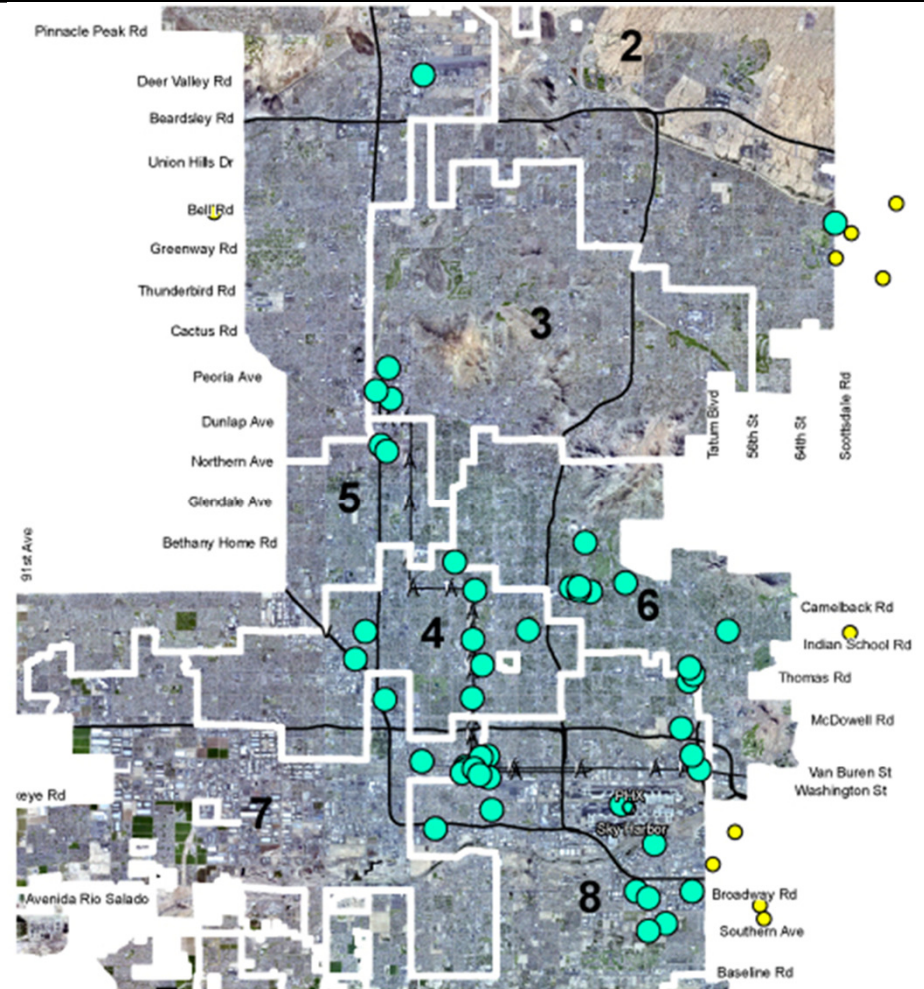 Pinnacle Peak Rd
2
Deer Valley Rd
Beardsley Rd
Union Hills Dr
Bell Rd
Greenway Rd
Thunderbird Rd
3
Cactus Rd
Peoria Ave
Dunlap Ave
Tatum Blvd
56th St
64th St
Scottsdale Rd
Northern Ave
5
Glendale Ave
Bethany Home Rd
91st Ave
6
Camelback Rd
4
Indian School Rd
Thomas Rd
McDowell Rd
Van Buren St
Washington St
eye Rd
7
PHX
Sky Harbor
8
Broadway Rd
Avenida Rio Salado
Southern Ave
Baseline Rd